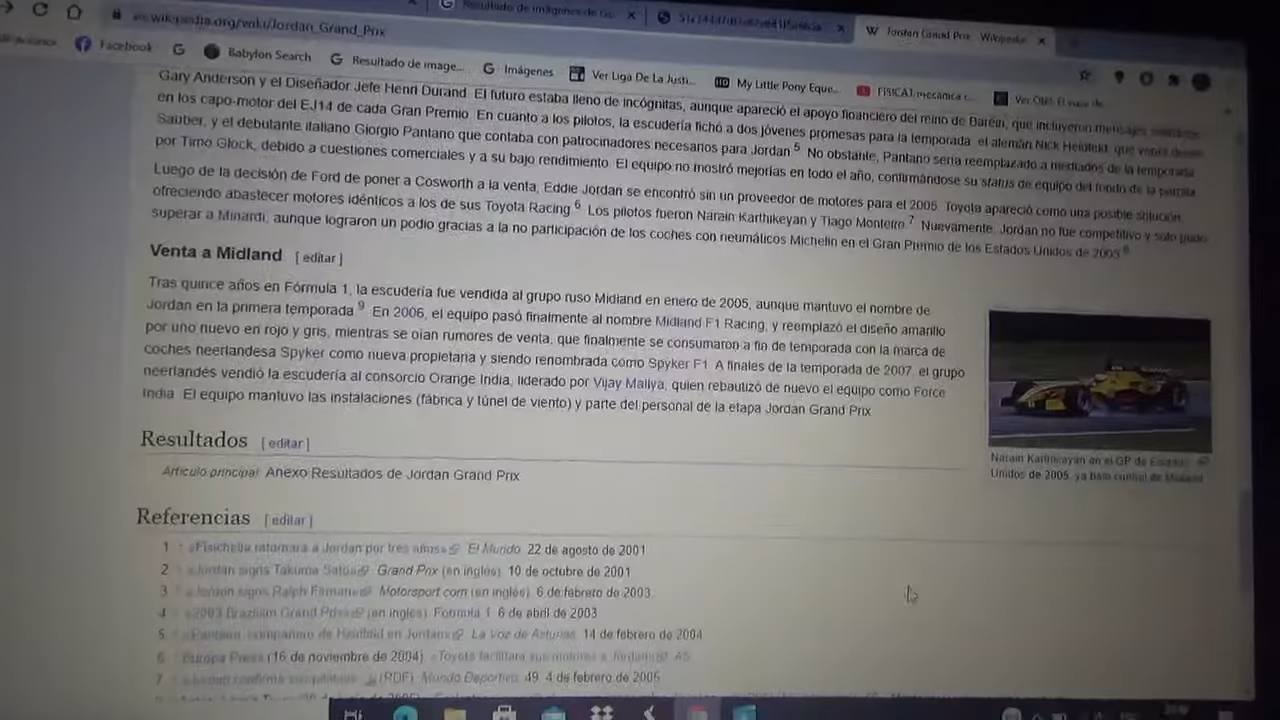 es.wikipedia.org/wiki/Jordan_Grand_Prix
Resultado de imágenes de
Jordan Grand Prix - Wikipedia
Facebook
Babylon Search
Resultado de image...
Imágenes
Ver Liga De La Justi...
My Little Pony Eque...
FISICA1 mecanica c...
Gary Anderson y el Diseñador Jefe Henri Durand. El futuro estaba lleno de incógnitas, aunque apareció el apoyo financiero del reino de Baréin, que incluyeron mensajes
en los capo-motor del EJ14 de cada Gran Premio. En cuanto a los pilotos, la escudería fichó a dos jóvenes promesas para la temporada: el alemán Nick Heidfeld, que venía desde
Sauber, y el debutante italiano Giorgio Pantano que contaba con patrocinadores necesarios para Jordan.5 No obstante, Pantano sería reemplazado a mediados de la temporada
por Timo Glock, debido a cuestiones comerciales y a su bajo rendimiento. El equipo no mostró mejorías en todo el año, confirmándose su status de equipo del fondo de la parrilla.
Luego de la decisión de Ford de poner a Cosworth a la venta, Eddie Jordan se encontró sin un proveedor de motores para el 2005. Toyota apareció como una posible solución,
ofreciendo abastecer motores idénticos a los de sus Toyota Racing.6 Los pilotos fueron Narain Karthikeyan y Tiago Monteiro.7 Nuevamente, Jordan no fue competitivo y solo pudo
superar a Minardi, aunque lograron un podio gracias a la no participación de los coches con neumáticos Michelin en el Gran Premio de los Estados Unidos de 2005.8
Venta a Midland [ editar ]
Tras quince años en Fórmula 1, la escudería fue vendida al grupo ruso Midland en enero de 2005, aunque mantuvo el nombre de
Jordan en la primera temporada.9 En 2006, el equipo pasó finalmente al nombre Midland F1 Racing, y reemplazó el diseño amarillo
por uno nuevo en rojo y gris, mientras se oían rumores de venta, que finalmente se consumaron a fin de temporada con la marca de
coches neerlandesa Spyker como nueva propietaria y siendo renombrada como Spyker F1. A finales de la temporada de 2007, el grupo
neerlandés vendió la escudería al consorcio Orange India, liderado por Vijay Mallya, quien rebautizó de nuevo el equipo como Force
India. El equipo mantuvo las instalaciones (fábrica y túnel de viento) y parte del personal de la etapa Jordan Grand Prix
Narain Karthikeyan en el GP de Estados
Unidos de 2005, ya bajo control de Midland
Resultados [ editar ]
Artículo principal: Anexo:Resultados de Jordan Grand Prix
Referencias [ editar ]
1 ↑ «Fisichella retornará a Jordan por tres años» El Mundo. 22 de agosto de 2001
2 ↑ «Jordan signs Takuma Sato» Grand Prix (en inglés). 10 de octubre de 2001
3 ↑ «Jordan signs Ralph Firman» Motorsport.com (en inglés). 6 de febrero de 2003.
4 ↑ «2003 Brazilian Grand Prix» (en inglés). Formula 1. 6 de abril de 2003
5 ↑ «Pantano, compañero de Heidfeld en Jordan» La Voz de Asturias. 14 de febrero de 2004
6 ↑ Europa Press (16 de noviembre de 2004). «Toyota facilitará sus motores a Jordan» AS
7 (PDF). Mundo Deportivo: 49. 4 de febrero de 2005